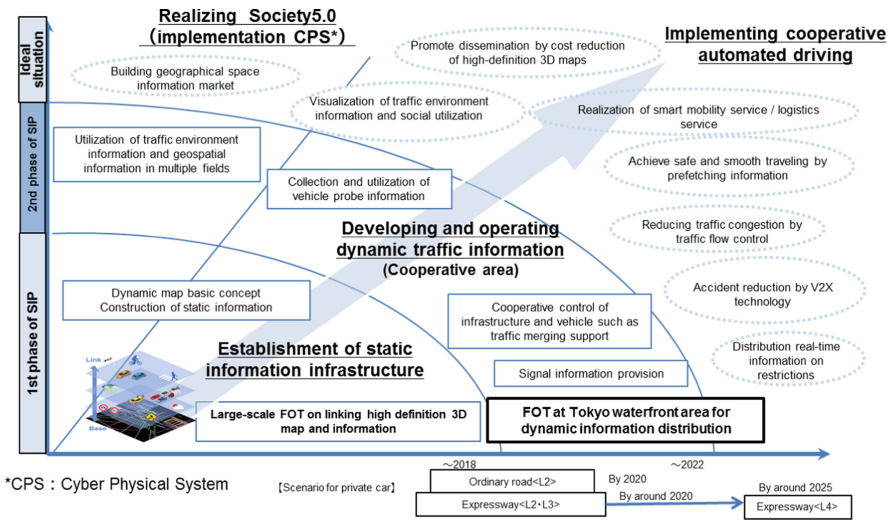 Realizing Society5.0
(implementation CPS*)
Implementing cooperative
automated driving
Ideal
situation
2nd phase of SIP
1st phase of SIP
Promote dissemination by cost reduction
of high-definition 3D maps
Building geographical space
information market
Visualization of traffic environment
information and social utilization
Realization of smart mobility service / logistics
service
Utilization of traffic environment
information and geospatial
information in multiple fields
Achieve safe and smooth traveling by
prefetching information
Collection and utilization of
vehicle probe information
Developing and operating
dynamic traffic information
(Cooperative area)
Reducing traffic congestion by
traffic flow control
Dynamic map basic concept
Construction of static information
Accident reduction by V2X
technology
Cooperative control of
infrastructure and vehicle such as
traffic merging support
Establishment of static
information infrastructure
Distribution real-time
information on
restrictions
Signal information provision
Link
Base
Large-scale FOT on linking high definition 3D
map and information
FOT at Tokyo waterfront area for
dynamic information distribution
～2018
～2022
*CPS：Cyber Physical System
【Scenario for private car】
Ordinary road<L2>
By 2020
Expressway<L2・L3>
By around 2020
By around 2025
Expressway<L4>